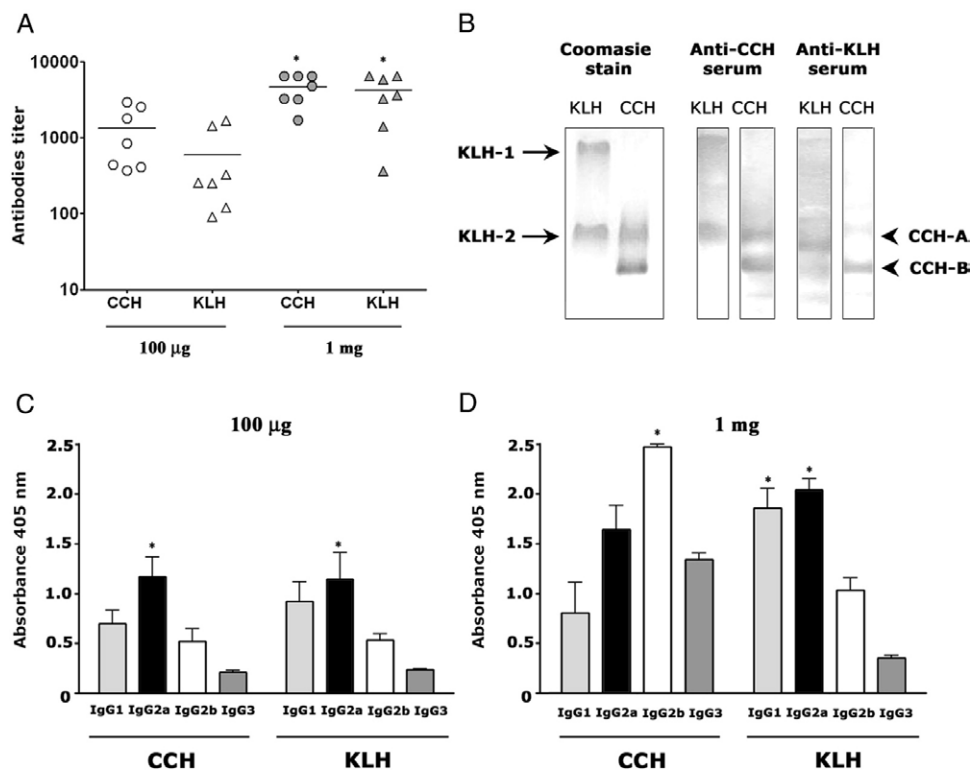 A
Antibodies titer
10000
1000
100
10
*
*
CCH
KLH
CCH
KLH
100 µg
1 mg
B
Coomasie
stain
Anti-CCH
serum
Anti-KLH
serum
KLH
CCH
KLH
CCH
KLH
CCH
KLH-1
KLH-2
CCH-A
CCH-B
C
100 µg
Absorbance 405 nm
2.5
2.0
1.5
1.0
0.5
0
*
*
IgG1 IgG2a IgG2b IgG3
IgG1 IgG2a IgG2b IgG3
CCH
KLH
D
1 mg
Absorbance 405 nm
2.5
2.0
1.5
1.0
0.5
0
*
*
*
IgG1 IgG2a IgG2b IgG3
IgG1 IgG2a IgG2b IgG3
CCH
KLH